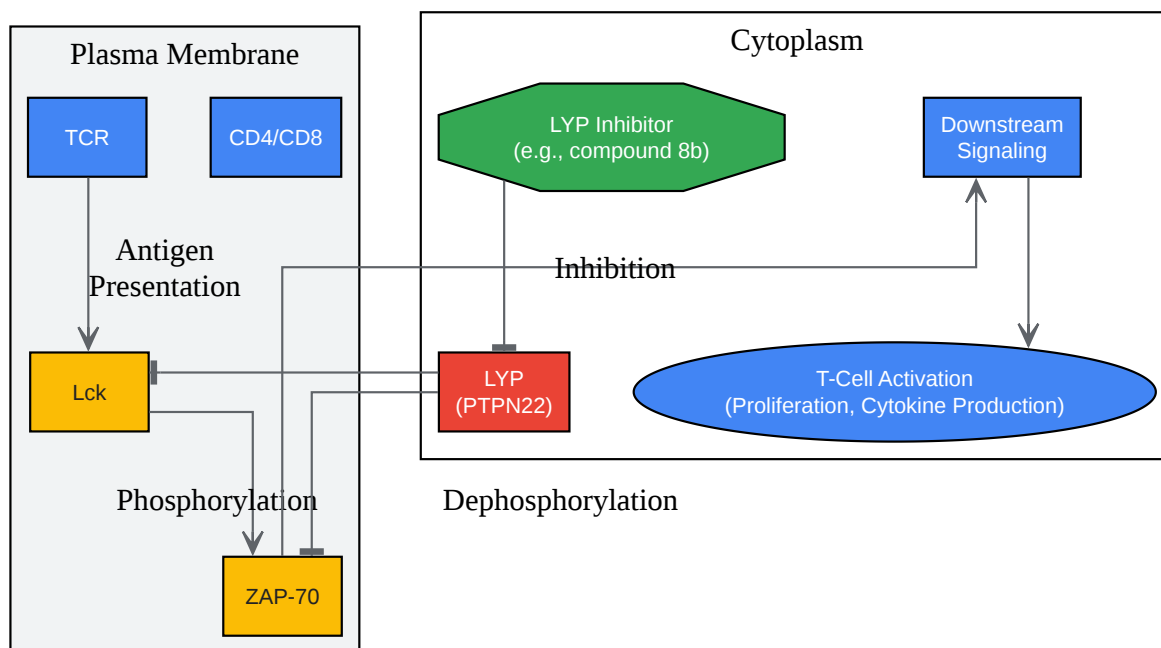 Plasma Membrane
Cytoplasm
TCR
CD4/CD8
LYP Inhibitor
(e.g., compound 8b)
Downstream
Signaling
Antigen
Presentation
Inhibition
Lck
LYP
(PTPN22)
T-Cell Activation
(Proliferation, Cytokine Production)
Phosphorylation
Dephosphorylation
ZAP-70